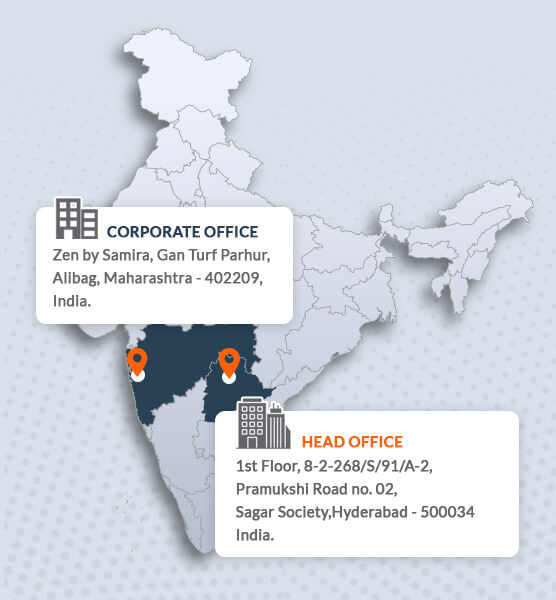 CORPORATE OFFICE
Zen by Samira, Gan Turf Parhur,
Alibag, Maharashtra - 402209,
India.
HEAD OFFICE
1st Floor, 8-2-268/S/91/A-2,
Pramukshi Road no. 02,
Sagar Society,Hyderabad - 500034
India.